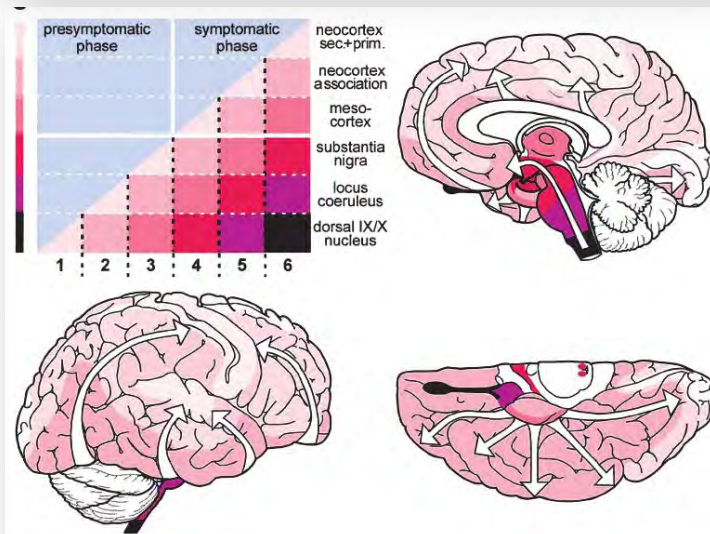 presymptomatic
phase
symptomatic
phase
neocortex
sec.+prim.
neocortex
association
meso-
cortex
substantia
nigra
locus
coeruleus
dorsal IX/X
nucleus
1 2 3 4 5 6